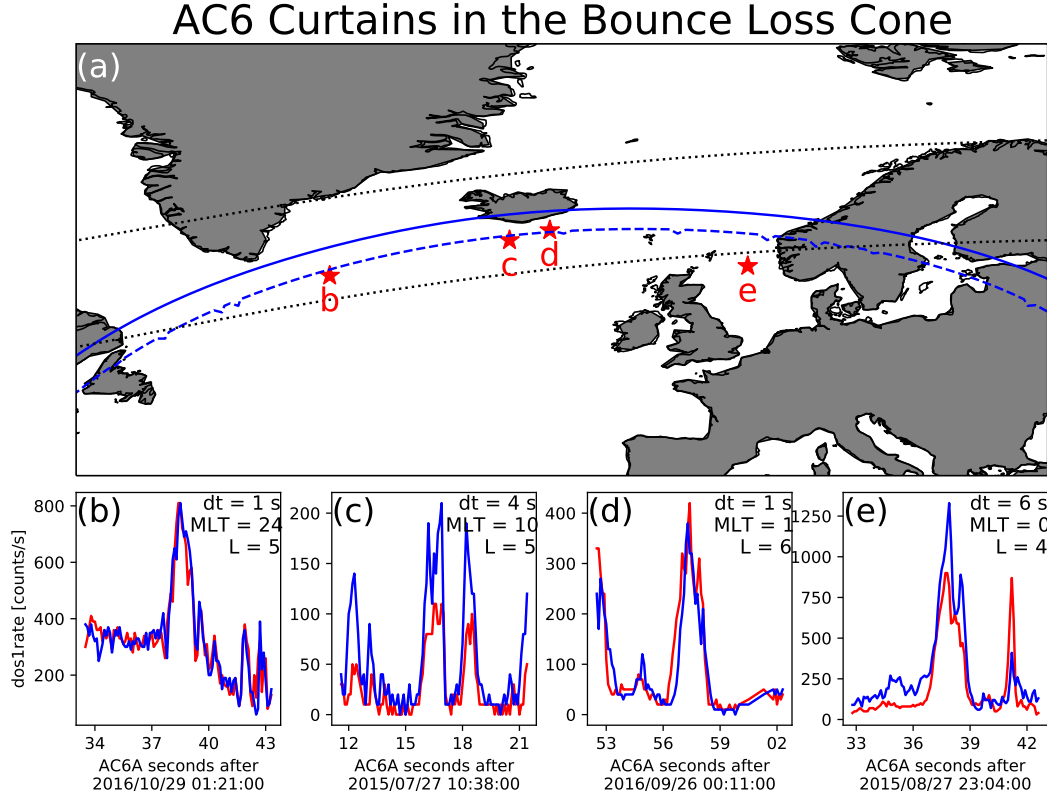 AC6 Curtains in the Bounce Loss Cone
(a)
b
c
d
e
(b)
dt = 1 s
MLT = 24
L = 5
800
600
400
200
dos1rate [counts/s]
34 37 40 43
AC6A seconds after
2016/10/29 01:21:00
(c)
dt = 4 s
MLT = 10
L = 5
200
150
100
50
0
12 15 18 21
AC6A seconds after
2015/07/27 10:38:00
(d)
dt = 1 s
MLT = 1
L = 6
400
300
200
100
0
53 56 59 02
AC6A seconds after
2016/09/26 00:11:00
(e)
dt = 6 s
MLT = 0
L = 4
1250
1000
750
500
250
0
33 36 39 42
AC6A seconds after
2015/08/27 23:04:00